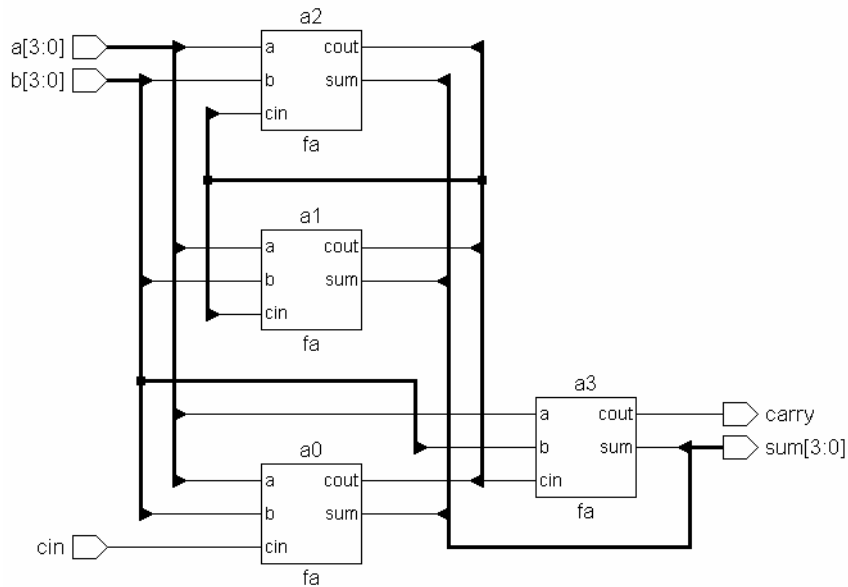 a2
a[3:0]
a cout
b[3:0]
b sum
cin
fa
a1
a cout
b sum
cin
fa
a3
a cout
carry
b sum
sum[3:0]
cin
fa
a0
a cout
b sum
cin
cin
fa